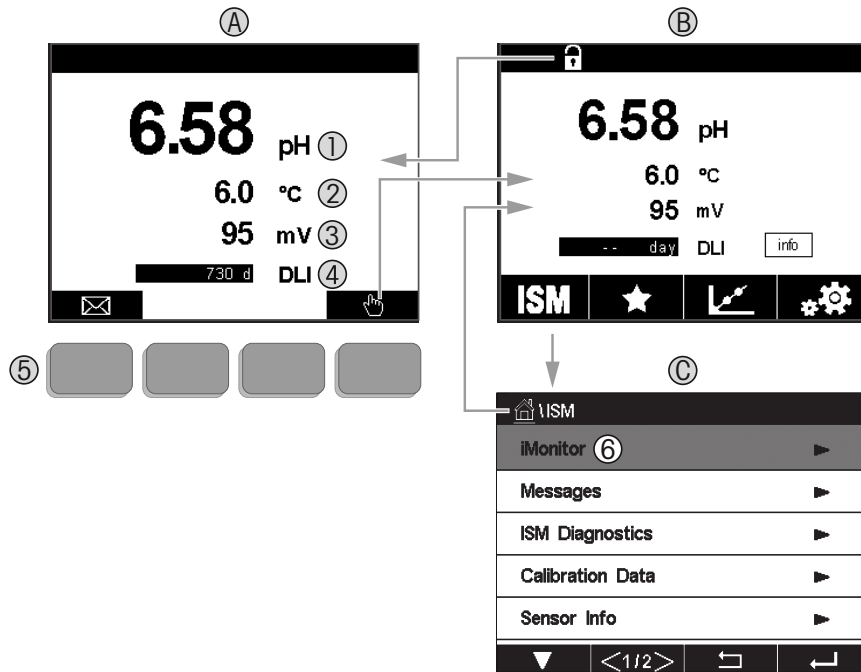 A
6.58 pH 1
6.0 °C 2
95 mV 3
730 d DLI 4
5
B
6.58 pH
6.0 °C
95 mV
-- day DLI info
ISM
C
\ISM
iMonitor 6
Messages
ISM Diagnostics
Calibration Data
Sensor Info
<1/2>